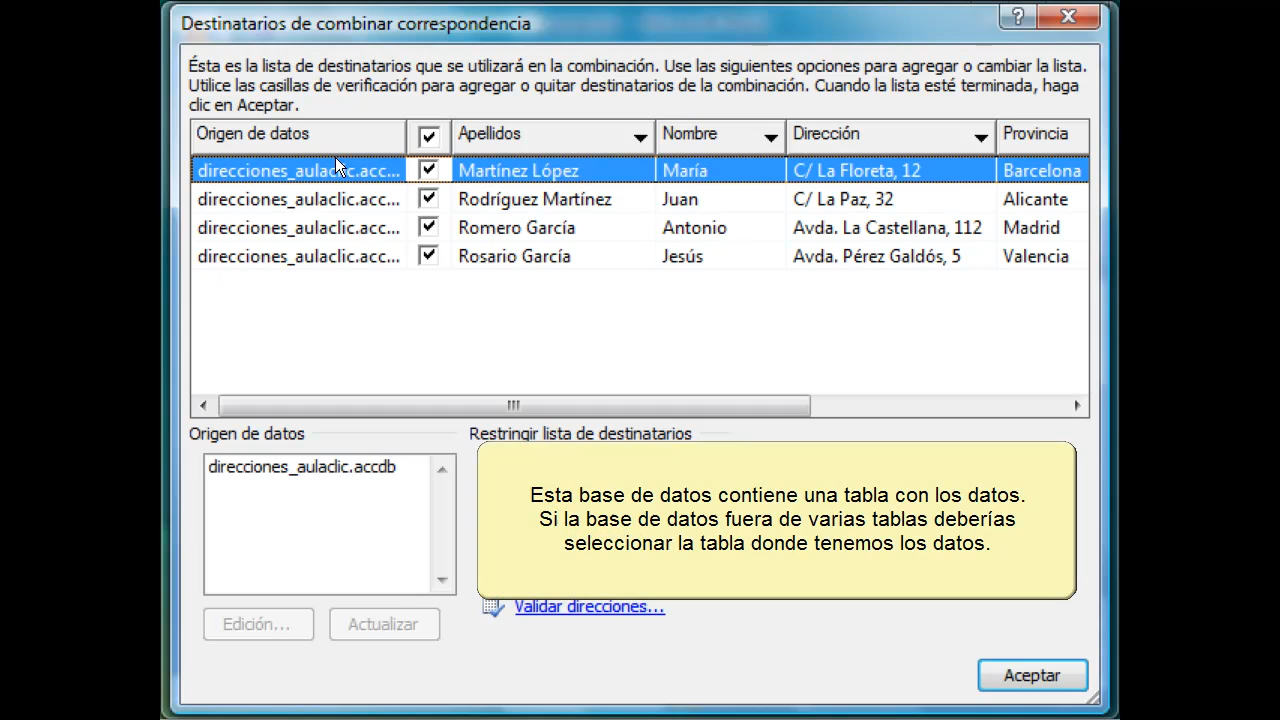 Destinatarios de combinar correspondencia
Ésta es la lista de destinatarios que se utilizará en la combinación. Use las siguientes opciones para agregar o cambiar la lista.
Utilice las casillas de verificación para agregar o quitar destinatarios de la combinación. Cuando la lista esté terminada, haga
clic en Aceptar.
Origen de datos Apellidos Nombre Dirección Provincia
direcciones_aulaclic.acc... Martínez López María C/ La Floreta, 12 Barcelona
direcciones_aulaclic.acc... Rodríguez Martínez Juan C/ La Paz, 32 Alicante
direcciones_aulaclic.acc... Romero García Antonio Avda. La Castellana, 112 Madrid
direcciones_aulaclic.acc... Rosario García Jesús Avda. Pérez Galdós, 5 Valencia
Origen de datos
direcciones_aulaclic.accdb
Edición... Actualizar
Restringir lista de destinatarios
Esta base de datos contiene una tabla con los datos.
Si la base de datos fuera de varias tablas deberías
seleccionar la tabla donde tenemos los datos.
Validar direcciones...
Aceptar